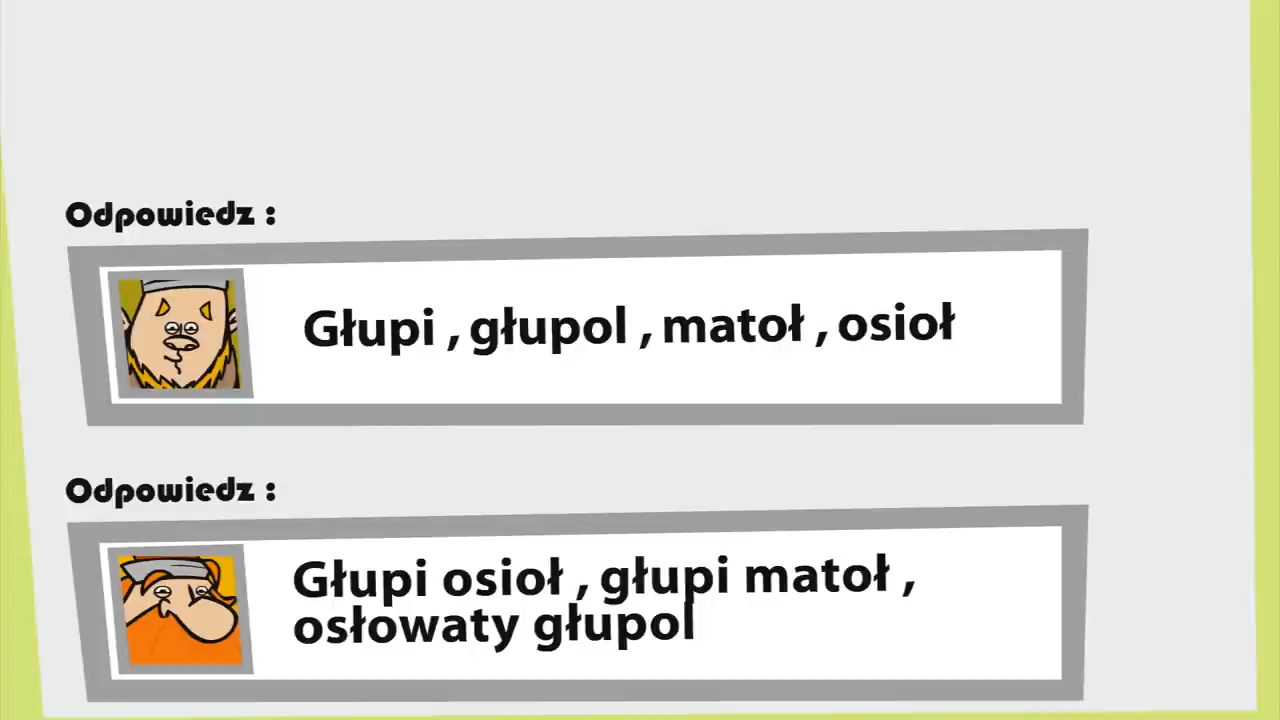 Odpowiedz :
Głupi , głupol , matoł , osioł
Odpowiedz :
Głupi osioł , głupi matoł ,
osłowaty głupol